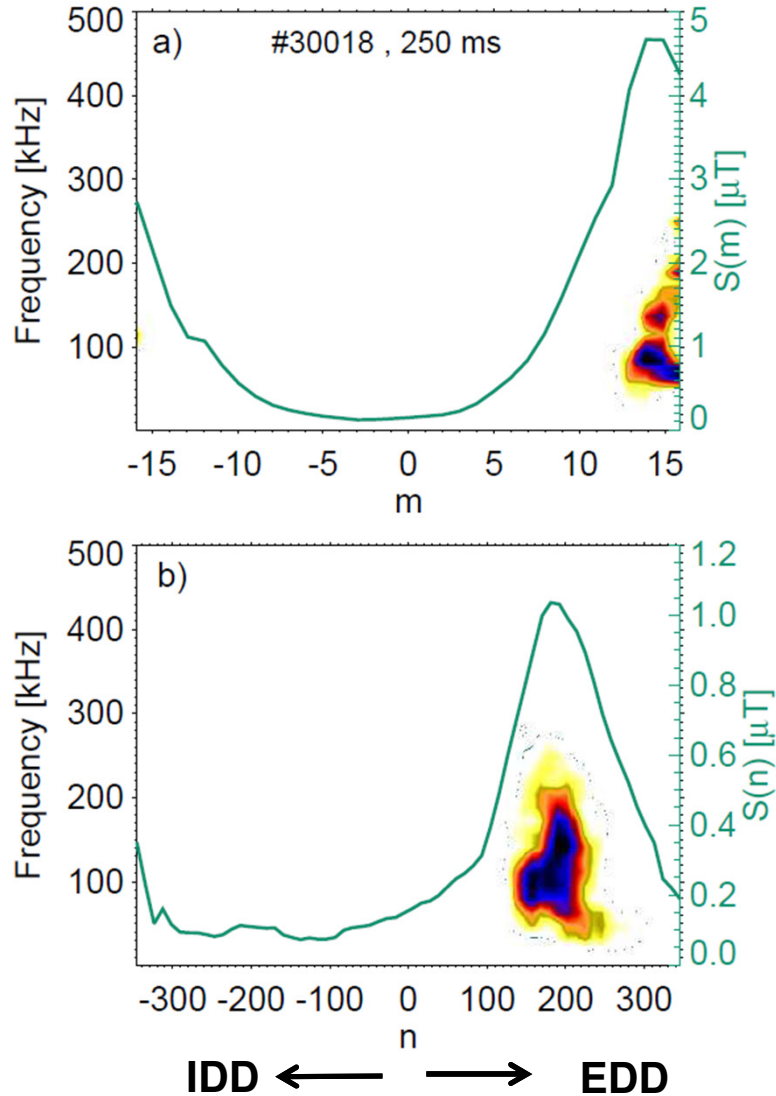 a) #30018 , 250 ms
Frequency [kHz]
500
400
300
200
100
5
4
3
2
1
0
S(m) [μT]
-15 -10 -5 0 5 10 15
m
b)
Frequency [kHz]
500
400
300
200
100
1.2
1.0
0.8
0.6
0.4
0.2
0.0
S(n) [μT]
-300 -200 -100 0 100 200 300
n
IDD EDD